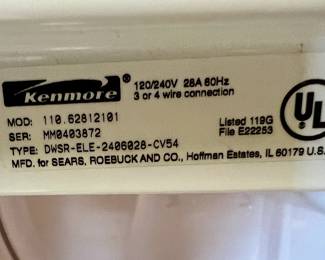 Kenmore®
120/240V 28A 60Hz
3 or 4 wire connection
MOD: 110.62812101
SER: MM0403872
TYPE: DWSR-ELE-2406028-CV54
Listed 119G
File E22253
UL
MFD. for SEARS, ROEBUCK AND CO., Hoffman Estates, IL 60179 U.S.